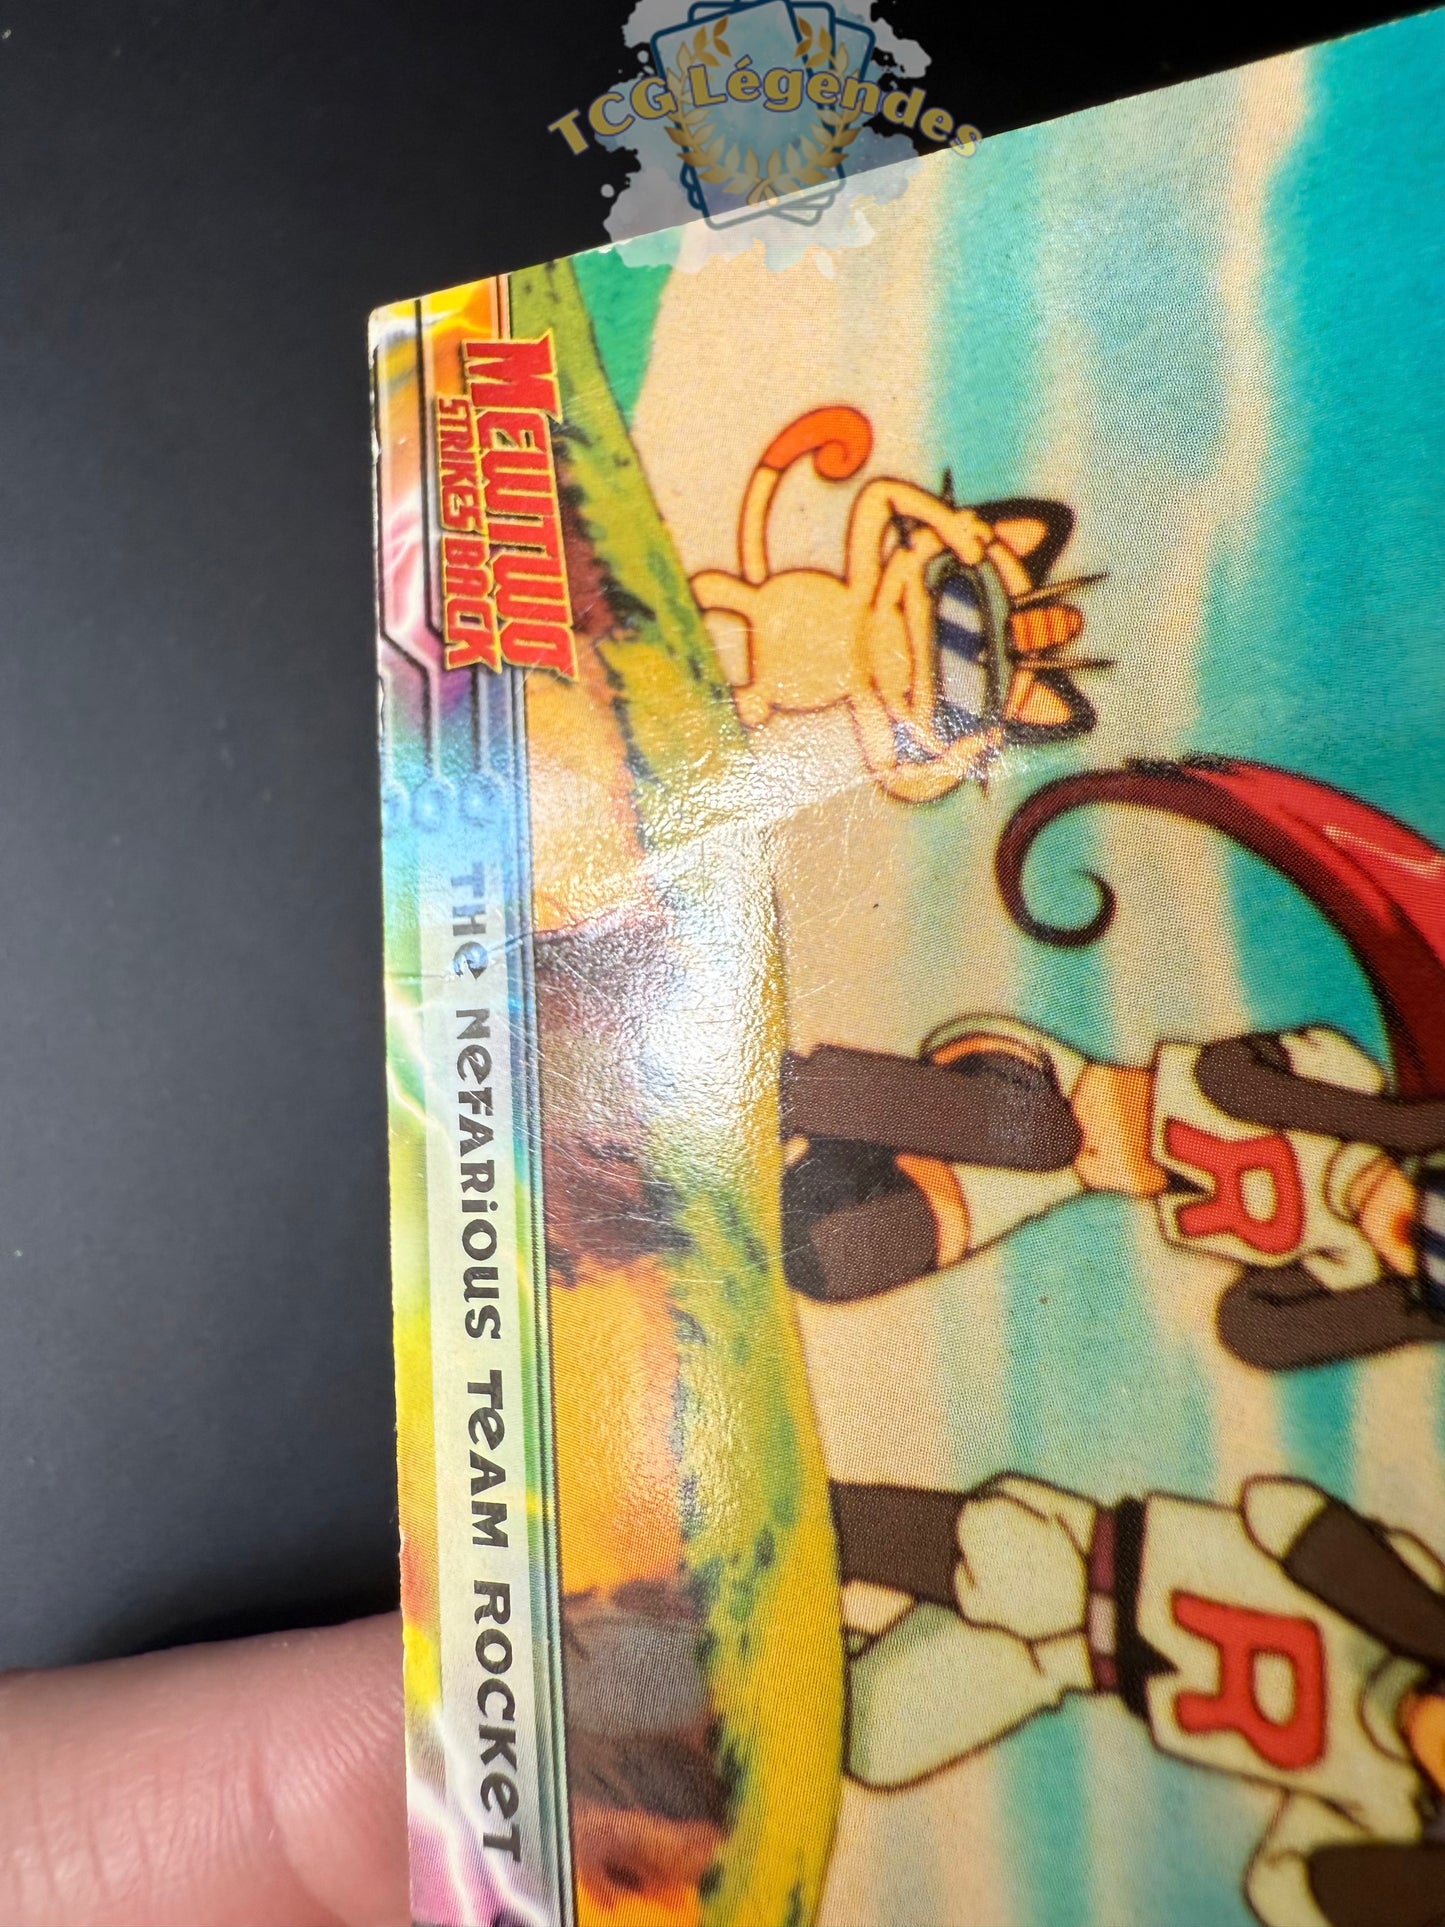 TCG Légendes
MEWTWO
STRIKES BACK
THE NEFARIOUS TEAM ROCKET
R
R